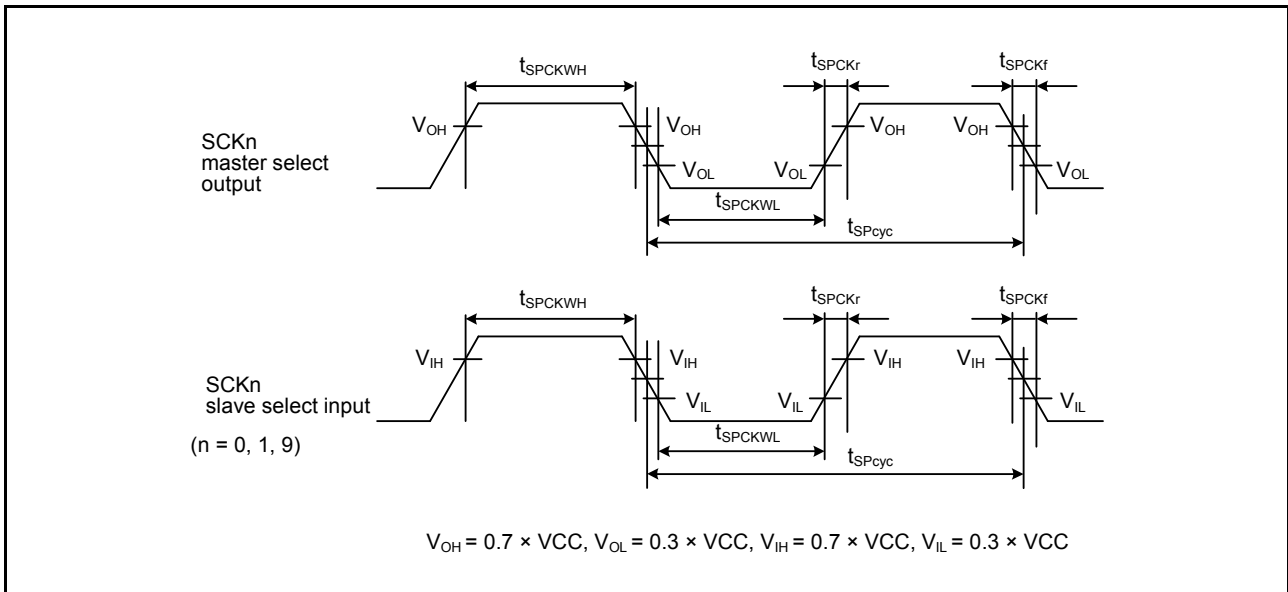 tSPCKWH
tSPCKr
tSPCKf
SCKn
master select
output
VOH
VOH
VOL
VOL
VOH
VOH
VOL
tSPCKWL
tSPcyc
tSPCKWH
tSPCKr
tSPCKf
SCKn
slave select input
(n = 0, 1, 9)
VIH
VIH
VIL
VIL
VIH
VIH
VIL
tSPCKWL
tSPcyc
VOH = 0.7 × VCC, VOL = 0.3 × VCC, VIH = 0.7 × VCC, VIL = 0.3 × VCC